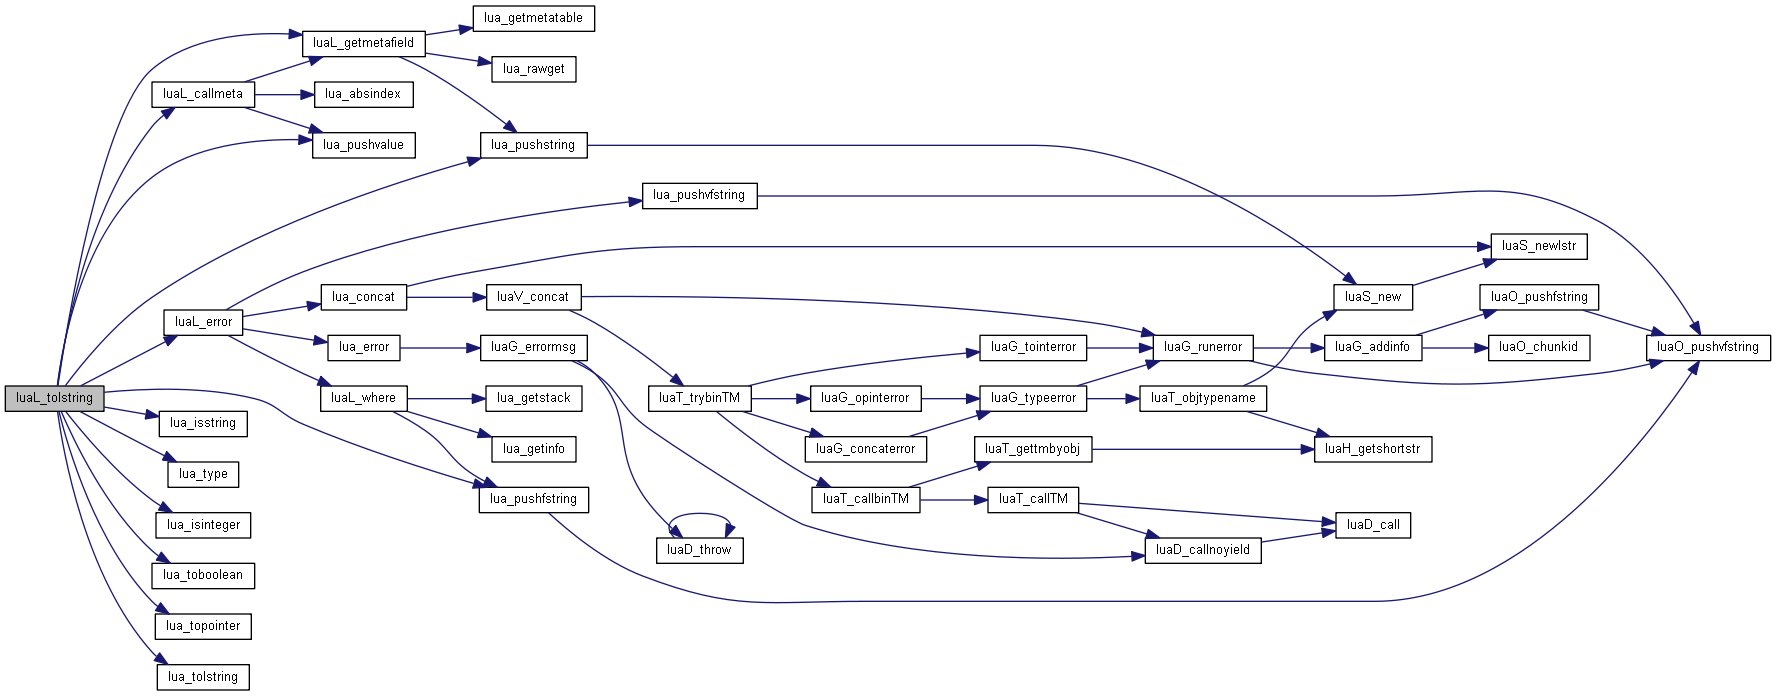 lua_getmetatable
luaL_getmetafield
lua_rawget
luaL_callmeta
lua_absindex
lua_pushvalue
lua_pushstring
lua_pushvfstring
luaS_newlstr
lua_concat
luaV_concat
luaS_new
luaO_pushfstring
luaL_error
lua_error
luaG_errormsg
luaG_tointerror
luaG_runerror
luaG_addinfo
luaO_chunkid
luaO_pushvfstring
luaL_tolstring
luaL_where
lua_getstack
luaT_trybinTM
luaG_opinterror
luaG_typeerror
luaT_objtypename
lua_isstring
lua_getinfo
luaG_concaterror
luaT_gettmbyobj
luaH_getshortstr
lua_type
lua_pushfstring
luaT_callbinTM
luaT_callTM
lua_isinteger
luaD_call
luaD_throw
luaD_callnoyield
lua_toboolean
lua_topointer
lua_tolstring